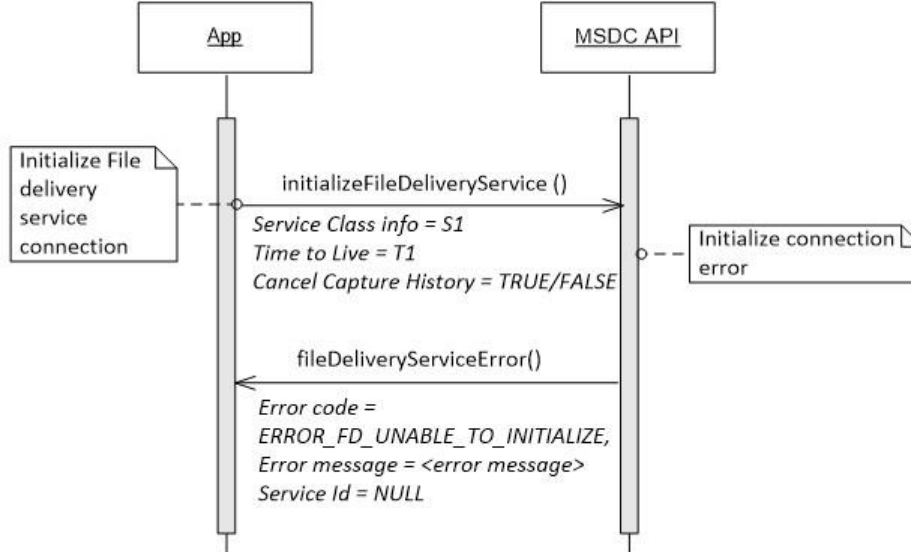 App
MSDC API
Initialize File
delivery
service
connection
initializeFileDeliveryService ()
Service Class info = S1
Time to Live = T1
Cancel Capture History = TRUE/FALSE
Initialize connection
error
fileDeliveryServiceError()
Error code =
ERROR_FD_UNABLE_TO_INITIALIZE,
Error message = <error message>
Service Id = NULL